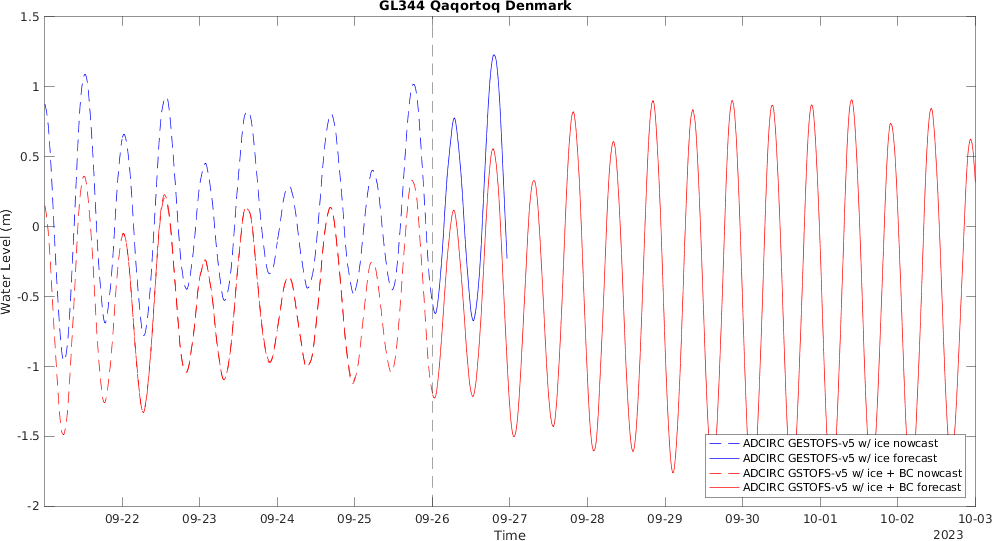 GL344 Qaqortoq Denmark
Water Level (m)
1.5
1
0.5
0
-0.5
-1
-1.5
-2
ADCIRC GESTOFS-v5 w/ ice nowcast
ADCIRC GESTOFS-v5 w/ ice forecast
ADCIRC GSTOFS-v5 w/ ice + BC nowcast
ADCIRC GSTOFS-v5 w/ ice + BC forecast
09-22 09-23 09-24 09-25 09-26 09-27 09-28 09-29 09-30 10-01 10-02 10-03
Time
2023